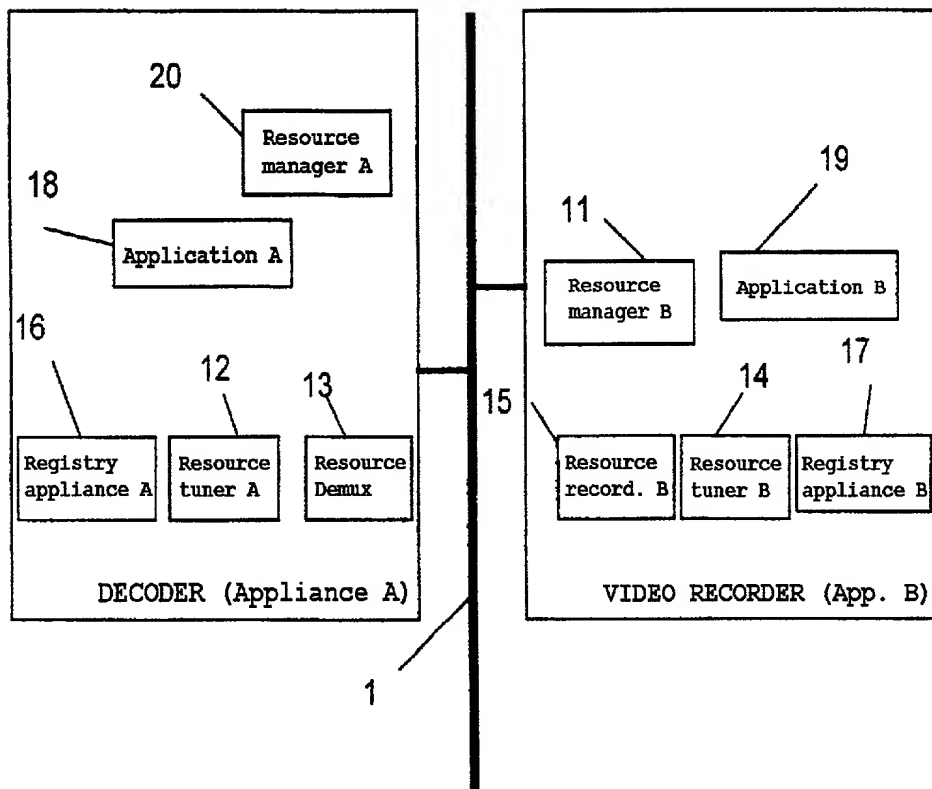 20
Resource
manager A
18
Application A
16
12
13
Registry
appliance A
Resource
tuner A
Resource
Demux
DECODER (Appliance A)
1
19
11
Resource
manager B
Application B
17
14
15
Resource
record. B
Resource
tuner B
Registry
appliance B
VIDEO RECORDER (App. B)